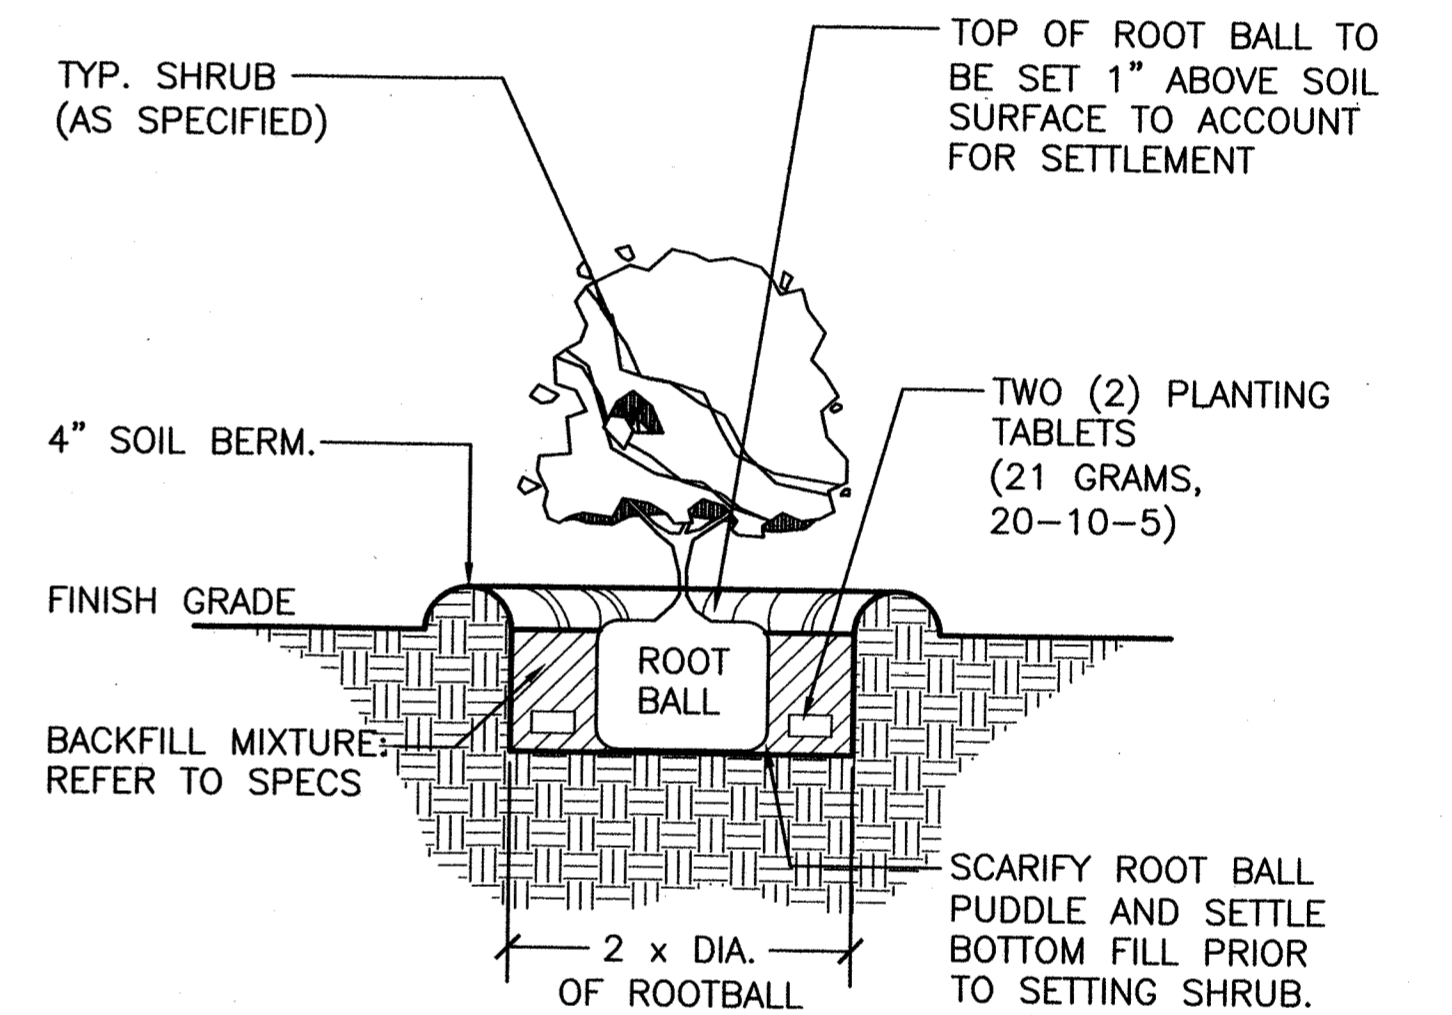 TYP. SHRUB
(AS SPECIFIED)
TOP OF ROOT BALL TO
BE SET 1” ABOVE SOIL
SURFACE TO ACCOUNT
FOR SETTLEMENT
4” SOIL BERM.
TWO (2) PLANTING
TABLETS
(21 GRAMS,
20-10-5)
FINISH GRADE
ROOT
BALL
BACKFILL MIXTURE:
REFER TO SPECS
SCARIFY ROOT BALL
PUDDLE AND SETTLE
BOTTOM FILL PRIOR
TO SETTING SHRUB.
2 x DIA.
OF ROOTBALL